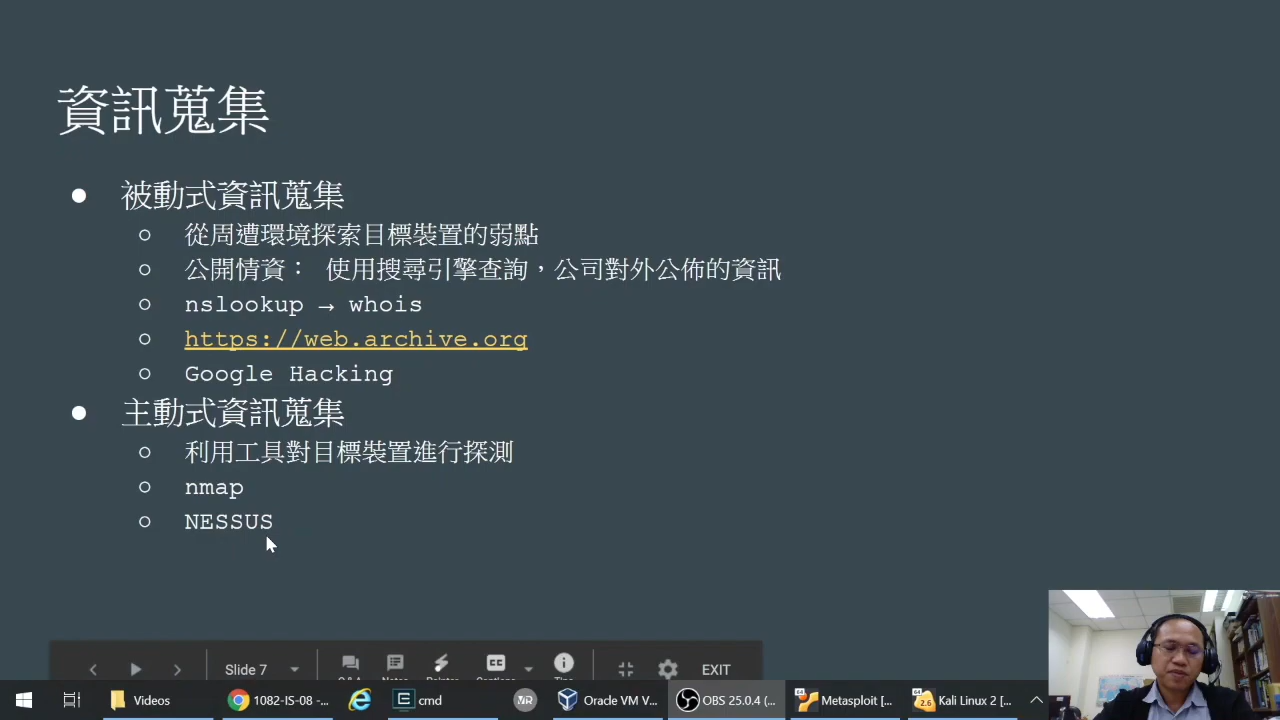 資訊蒐集
被動式資訊蒐集
從周遭環境探索目標裝置的弱點
公開情資： 使用搜尋引擎查詢，公司對外公佈的資訊
nslookup → whois
https://web.archive.org
Google Hacking
主動式資訊蒐集
利用工具對目標裝置進行探測
nmap
NESSUS
Slide 7
EXIT
Videos
1082-IS-08 -...
cmd
Oracle VM V...
OBS 25.0.4 (...
Metasploit [...
Kali Linux 2 [...